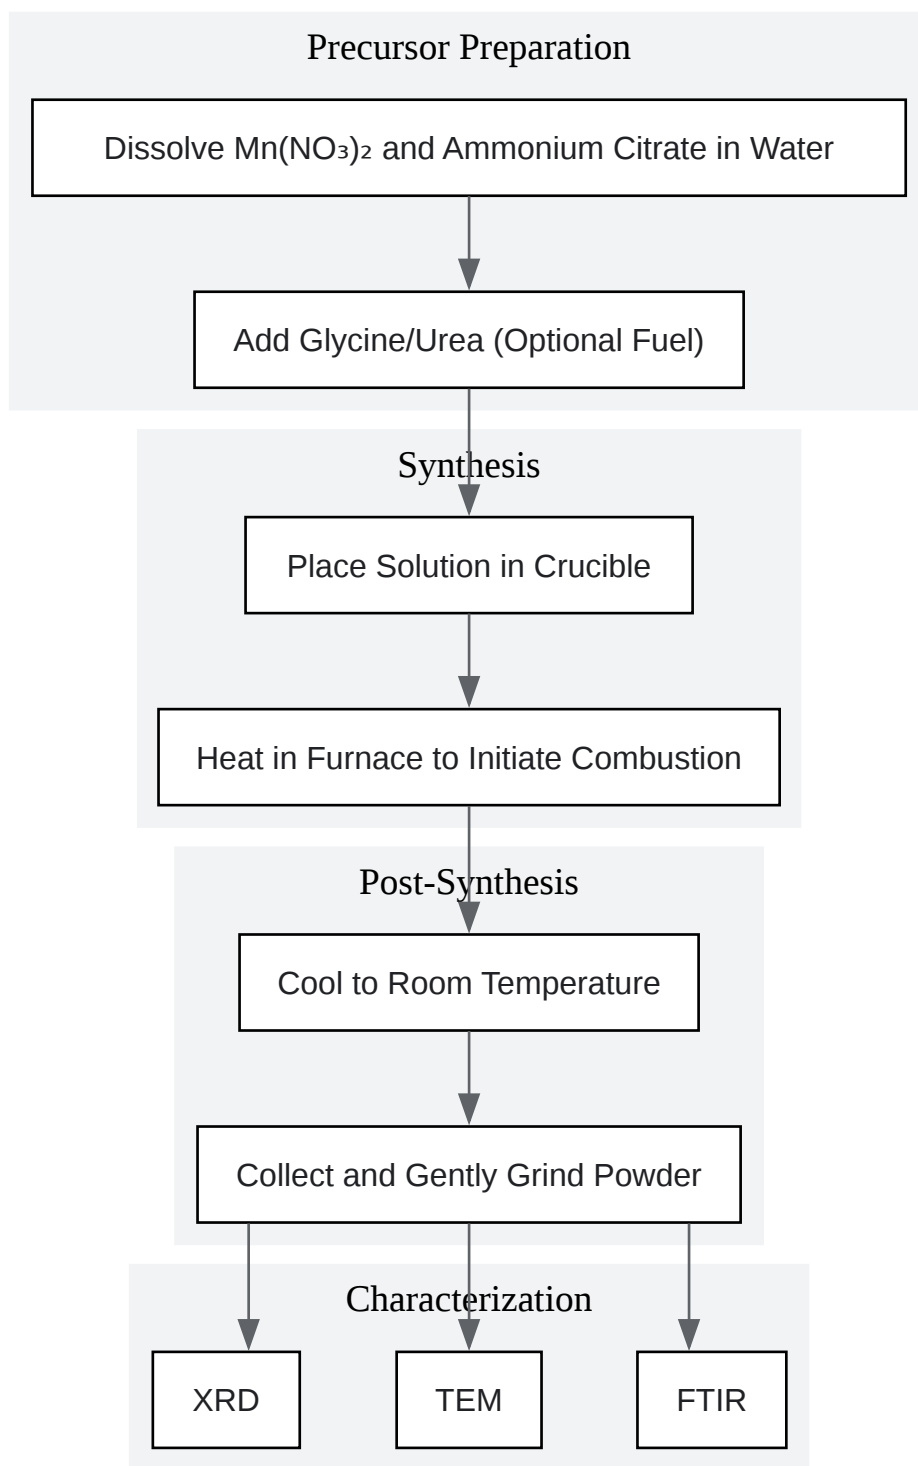 Precursor Preparation
Dissolve Mn(NO₃)₂ and Ammonium Citrate in Water
Add Glycine/Urea (Optional Fuel)
Synthesis
Place Solution in Crucible
Heat in Furnace to Initiate Combustion
Post-Synthesis
Cool to Room Temperature
Collect and Gently Grind Powder
Characterization
XRD
TEM
FTIR